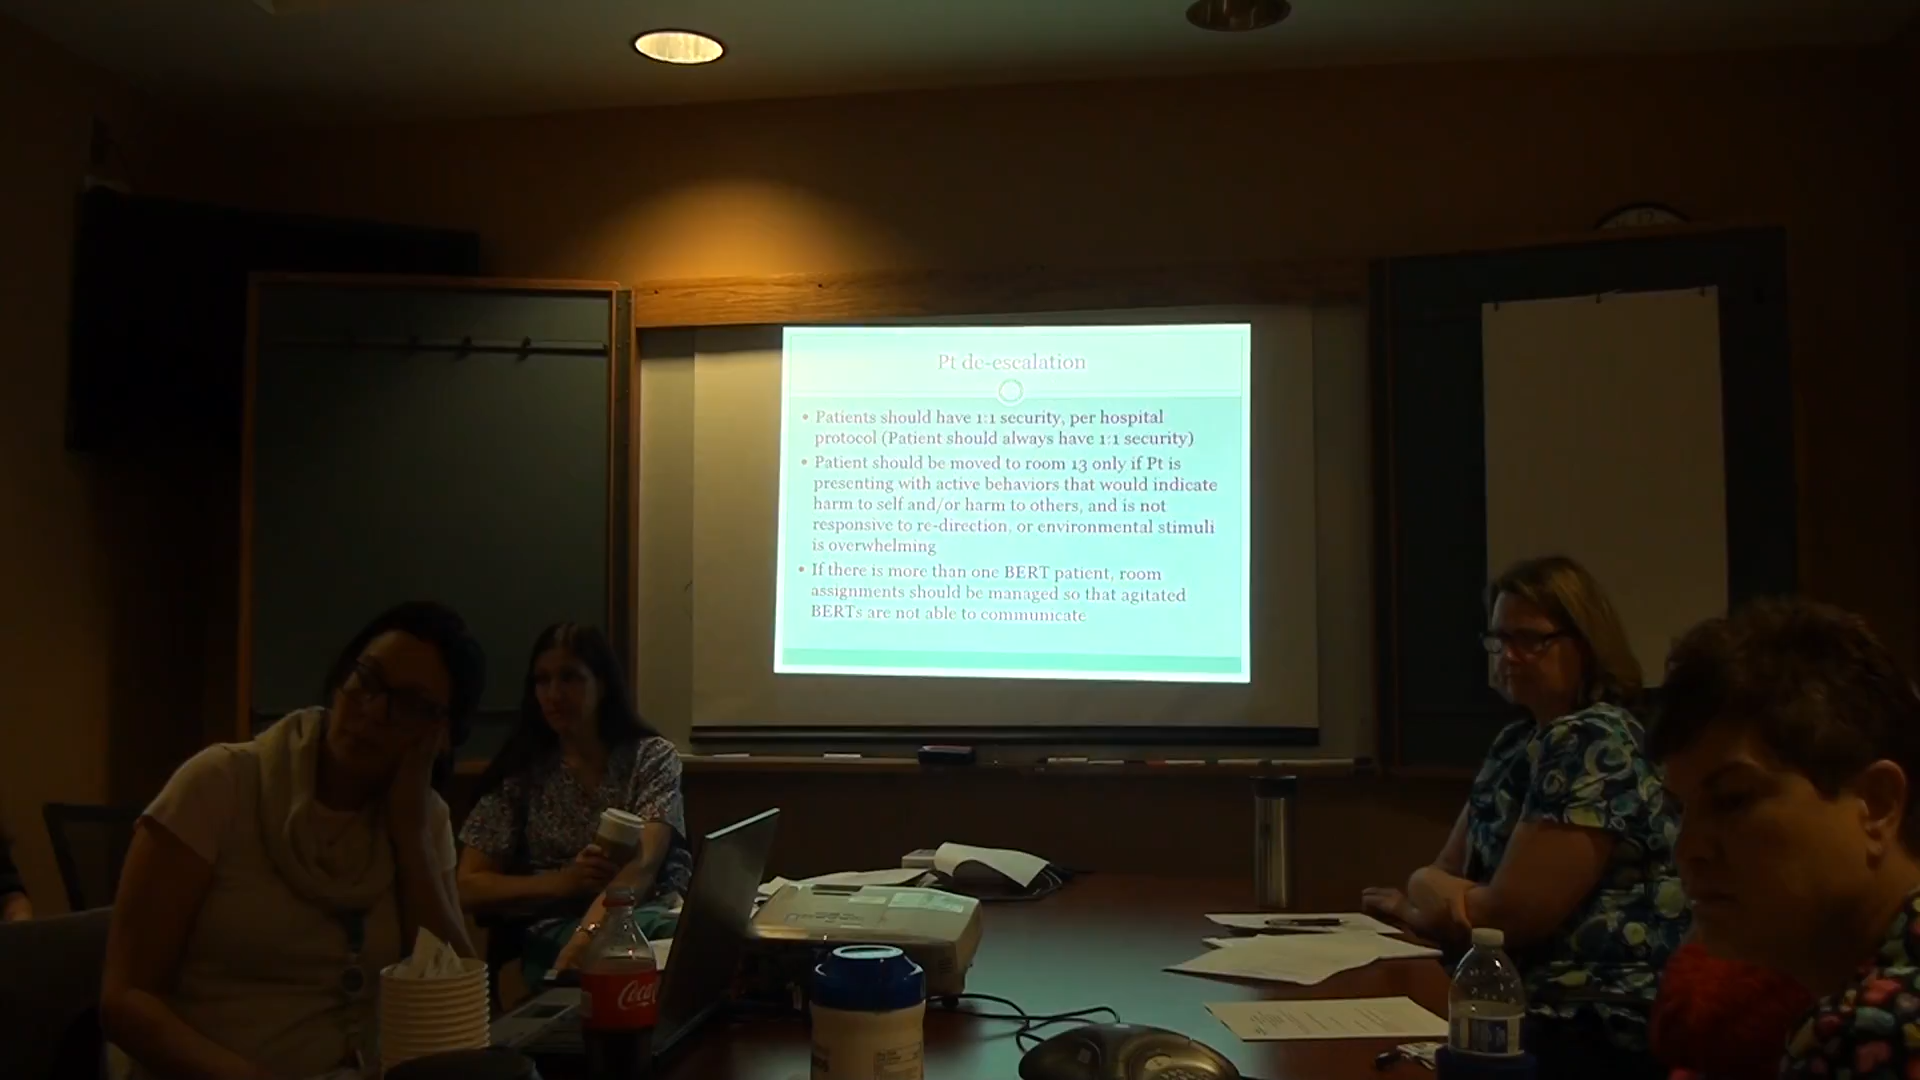 Pt de-escalation
• Patients should have 1:1 security, per hospital
protocol (Patient should always have 1:1 security)
• Patient should be moved to room 13 only if Pt is
presenting with active behaviors that would indicate
harm to self and/or harm to others, and is not
responsive to re-direction, or environmental stimuli
is overwhelming
• If there is more than one BERT patient, room
assignments should be managed so that agitated
BERTs are not able to communicate